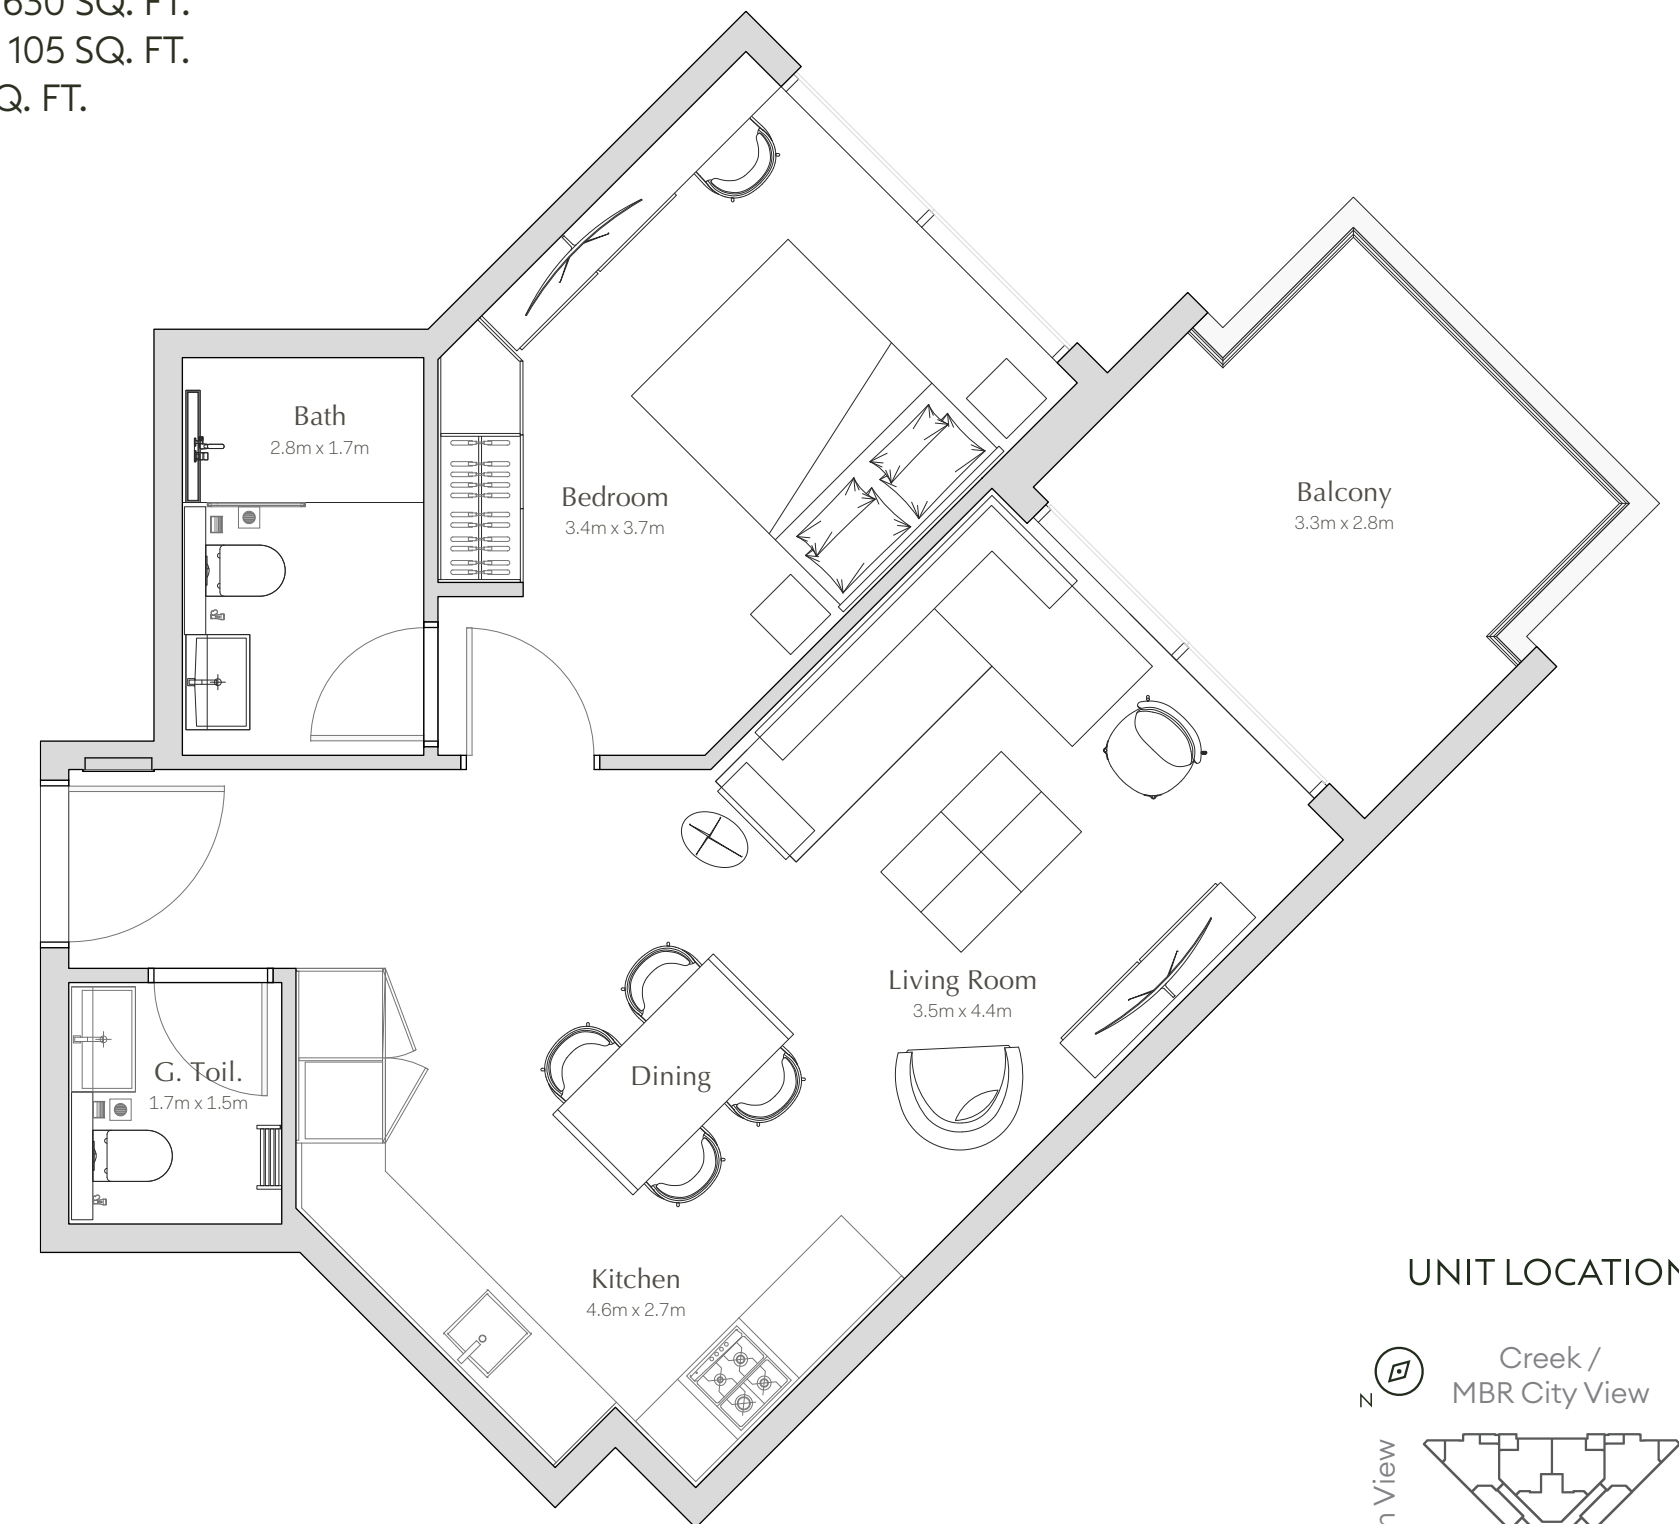 630 SQ. FT.
105 SQ. FT.
Q. FT.
Bath
2.8m x 1.7m
Bedroom
3.4m x 3.7m
Balcony
3.3m x 2.8m
Living Room
3.5m x 4.4m
G. Toil.
1.7m x 1.5m
Dining
Kitchen
4.6m x 2.7m
UNIT LOCATION
N
Creek /
MBR City View
View